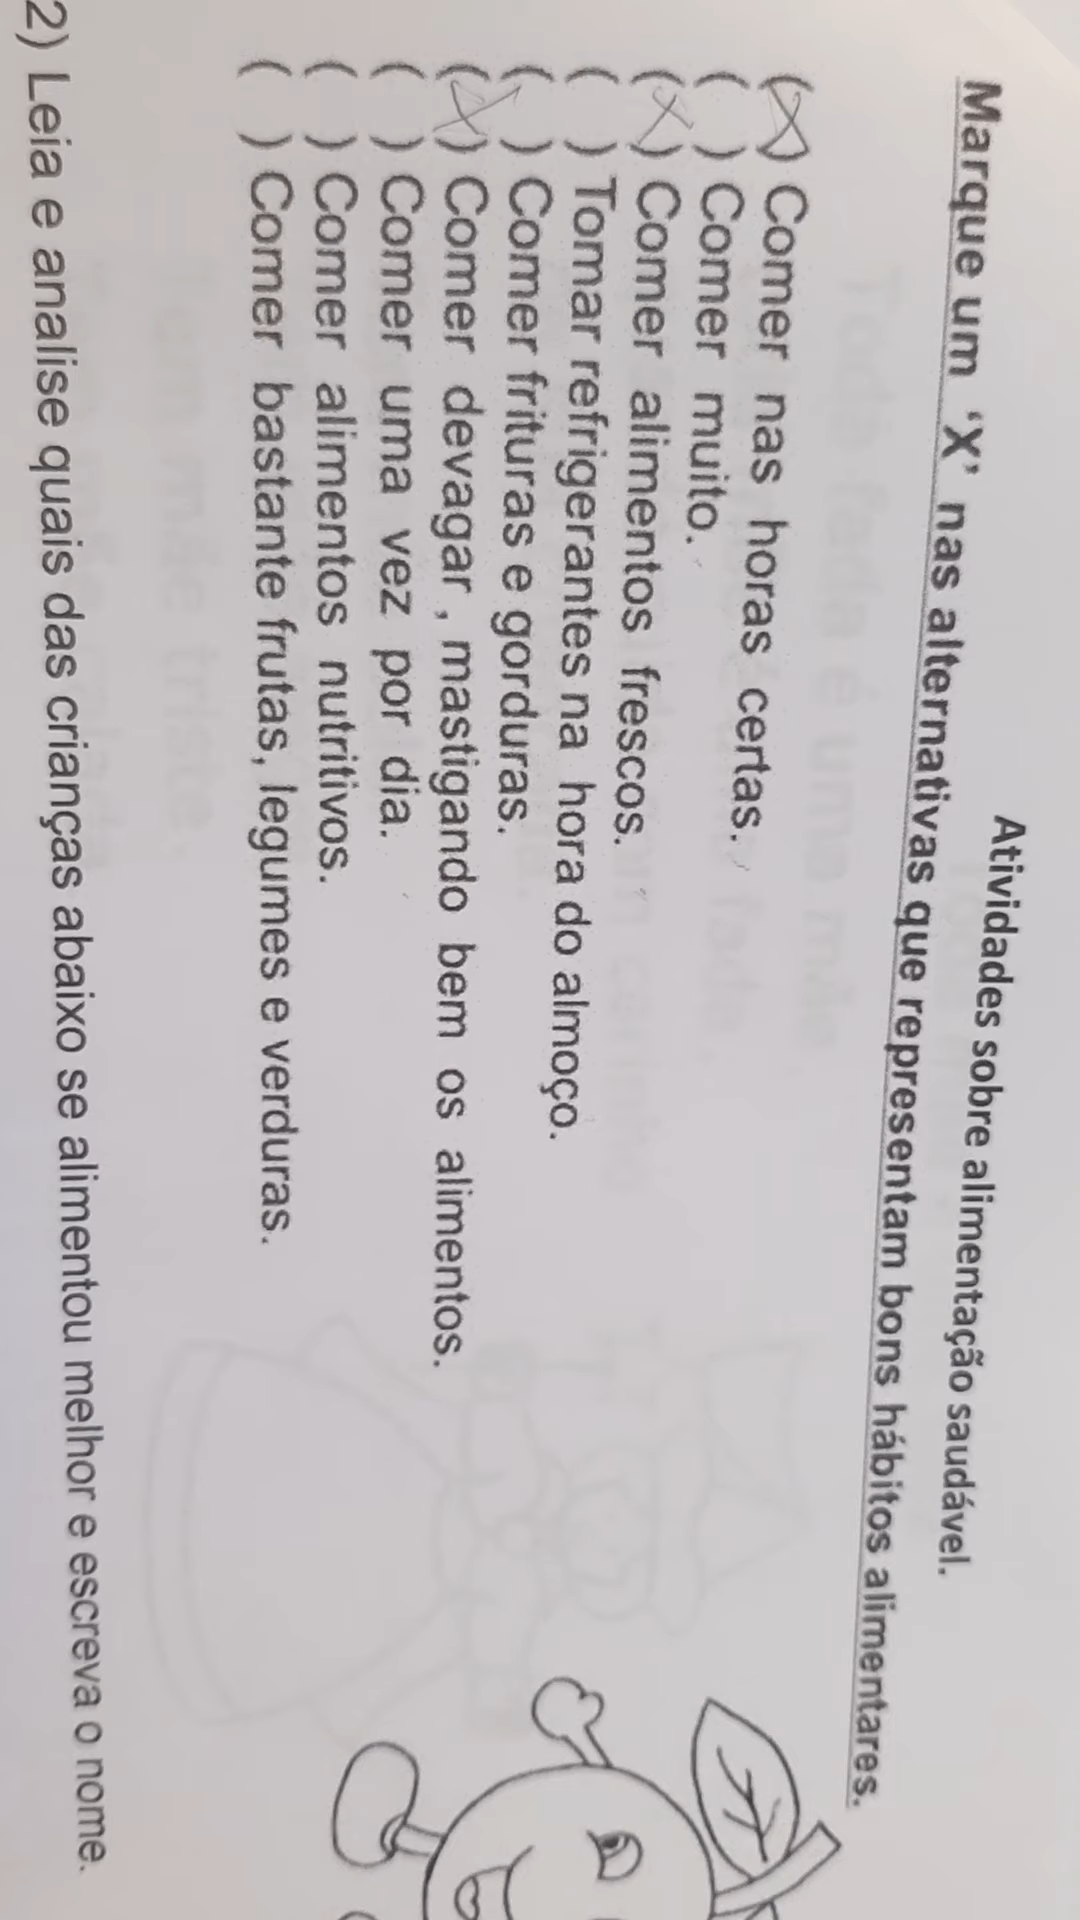 Atividades sobre alimentação saudável.
Marque um ‘X’ nas alternativas que representam bons hábitos alimentares.
(X) Comer nas horas certas.
( ) Comer muito.
(X) Comer alimentos frescos.
( ) Tomar refrigerantes na hora do almoço.
( ) Comer frituras e gorduras.
(X) Comer devagar , mastigando bem os alimentos.
( ) Comer uma vez por dia.
( ) Comer alimentos nutritivos.
( ) Comer bastante frutas, legumes e verduras.
2) Leia e analise quais das crianças abaixo se alimentou melhor e escreva o nome.